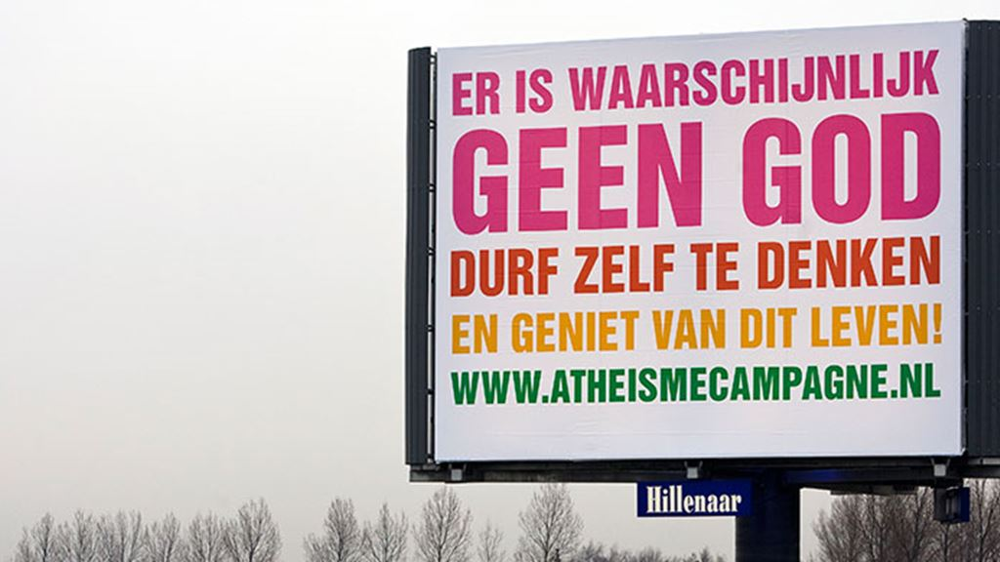 ER IS WAARSCHIJNLIJK
GEEN GOD
DURF ZELF TE DENKEN
EN GENIET VAN DIT LEVEN!
WWW.ATHEISMECAMPAGNE.NL
Hillenaar